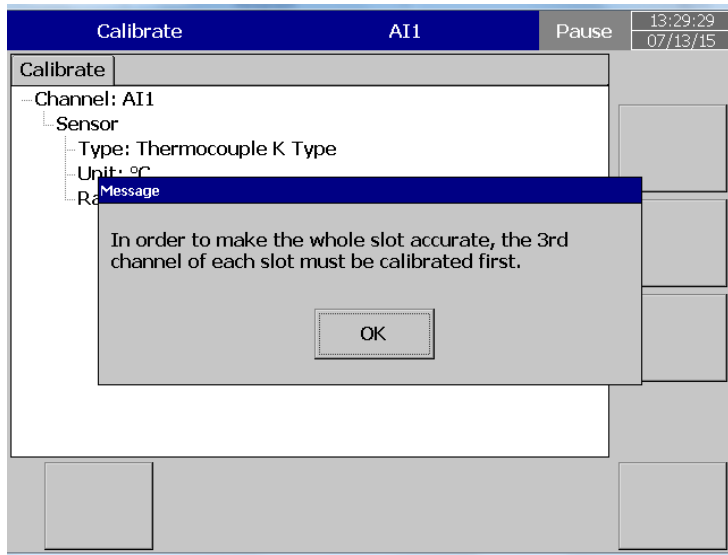 Calibrate AI1 Pause 13:29:29
07/13/15
Calibrate
Channel: AI1
Sensor
Type: Thermocouple K Type
Unit: ºC
Message
In order to make the whole slot accurate, the 3rd
channel of each slot must be calibrated first.
OK